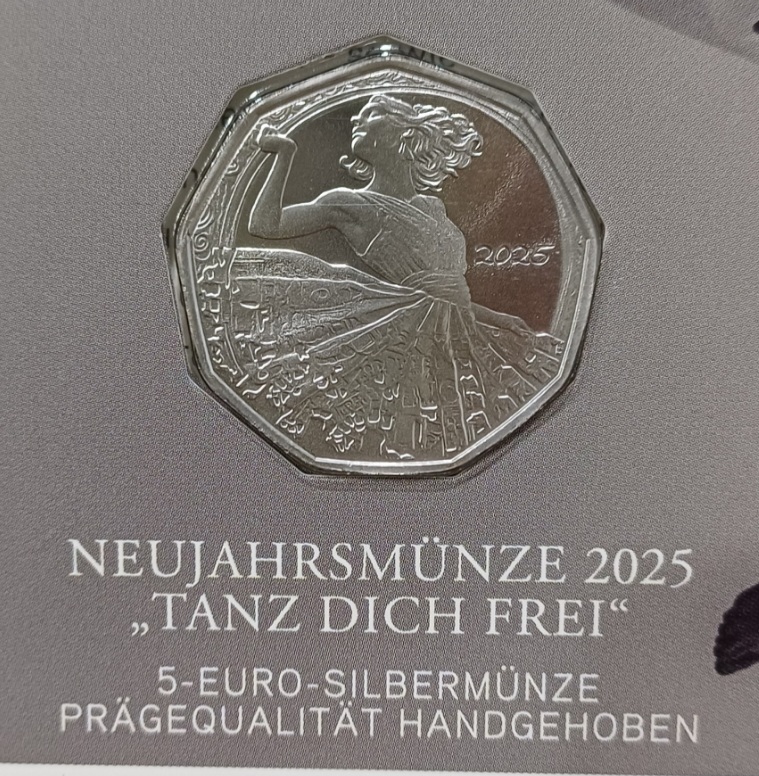 2025
NEUJAHRSMÜNZE 2025
„TANZ DICH FREI“
5-EURO-SILBERMÜNZE
PRÄGEQUALITÄT HANDGEHOBEN